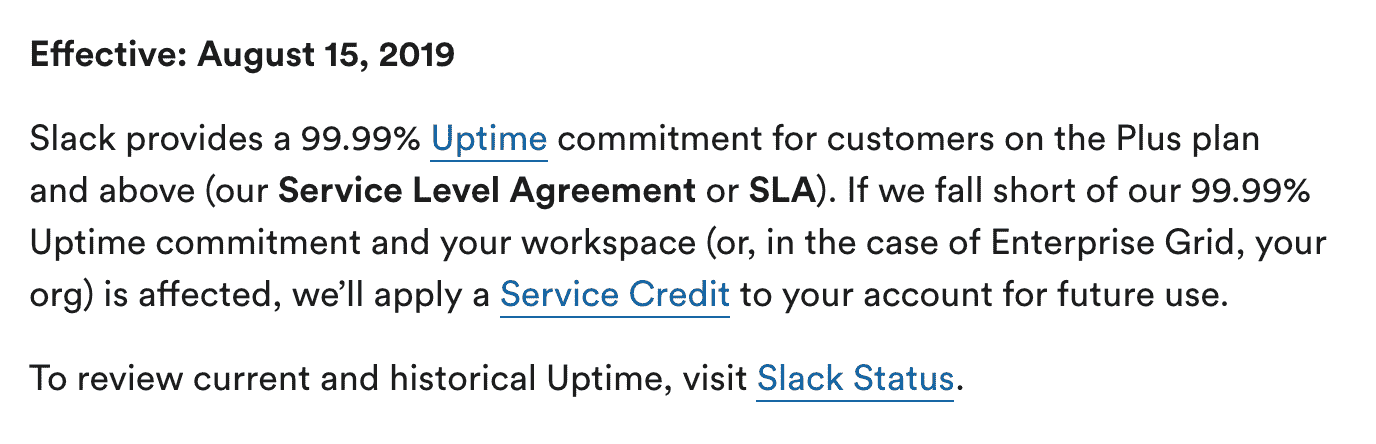 Effective: August 15, 2019
Slack provides a 99.99% Uptime commitment for customers on the Plus plan
and above (our Service Level Agreement or SLA). If we fall short of our 99.99%
Uptime commitment and your workspace (or, in the case of Enterprise Grid, your
org) is affected, we’ll apply a Service Credit to your account for future use.
To review current and historical Uptime, visit Slack Status.